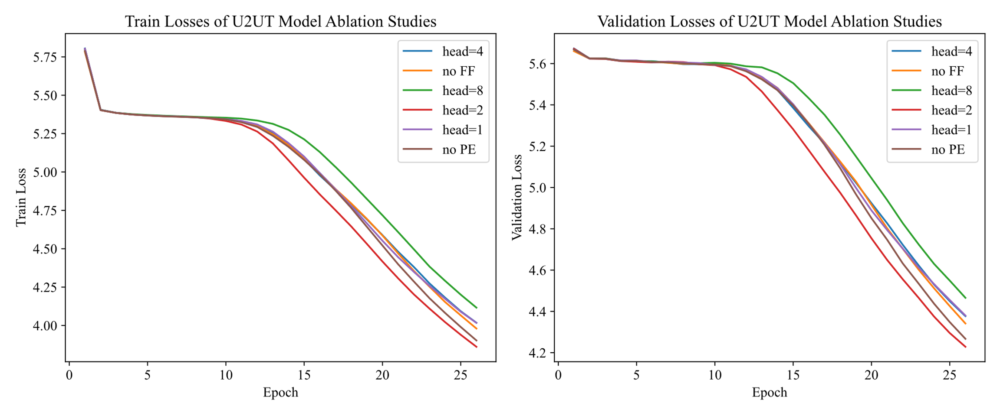 Train Losses of U2UT Model Ablation Studies
5.75
5.50
5.25
5.00
4.75
4.50
4.25
4.00
Train Loss
0 5 10 15 20 25
Epoch
head=4
no FF
head=8
head=2
head=1
no PE
Validation Losses of U2UT Model Ablation Studies
5.6
5.4
5.2
5.0
4.8
4.6
4.4
4.2
Validation Loss
0 5 10 15 20 25
Epoch
head=4
no FF
head=8
head=2
head=1
no PE